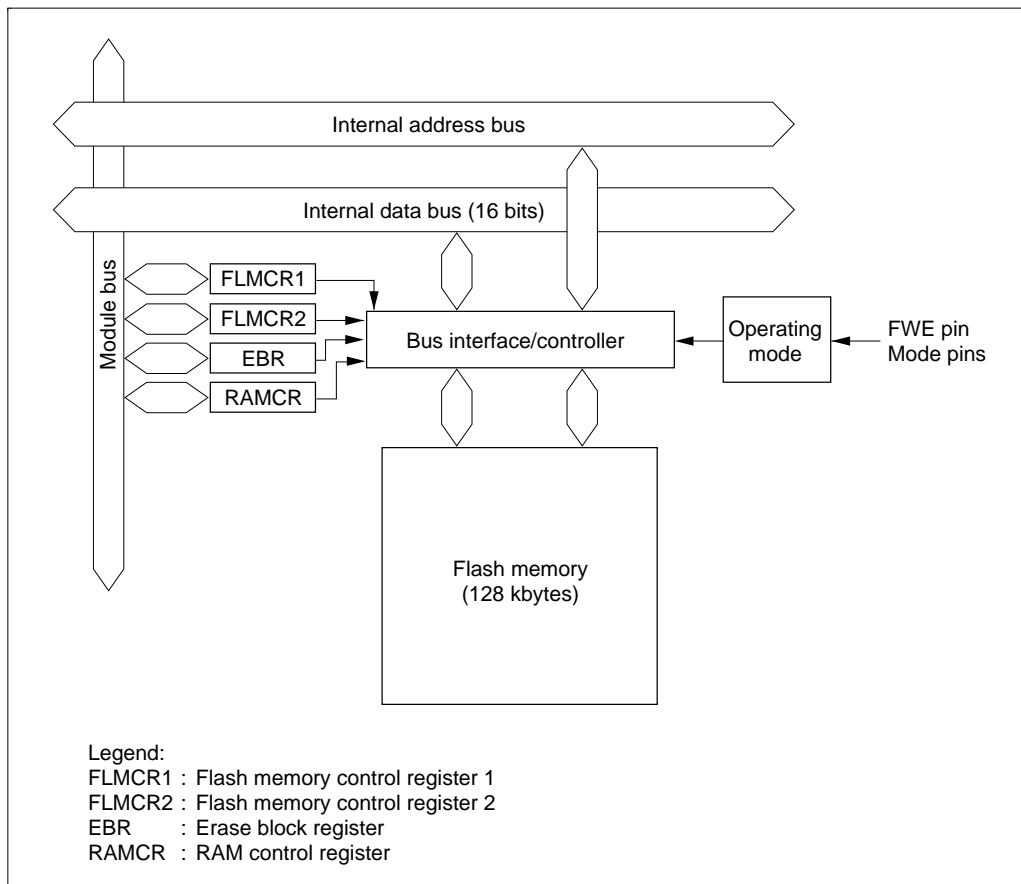 Internal address bus
Internal data bus (16 bits)
Module bus
FLMCR1
FLMCR2
EBR
RAMCR
Bus interface/controller
Operating
mode
FWE pin
Mode pins
Flash memory
(128 kbytes)
Legend:
FLMCR1 : Flash memory control register 1
FLMCR2 : Flash memory control register 2
EBR : Erase block register
RAMCR : RAM control register